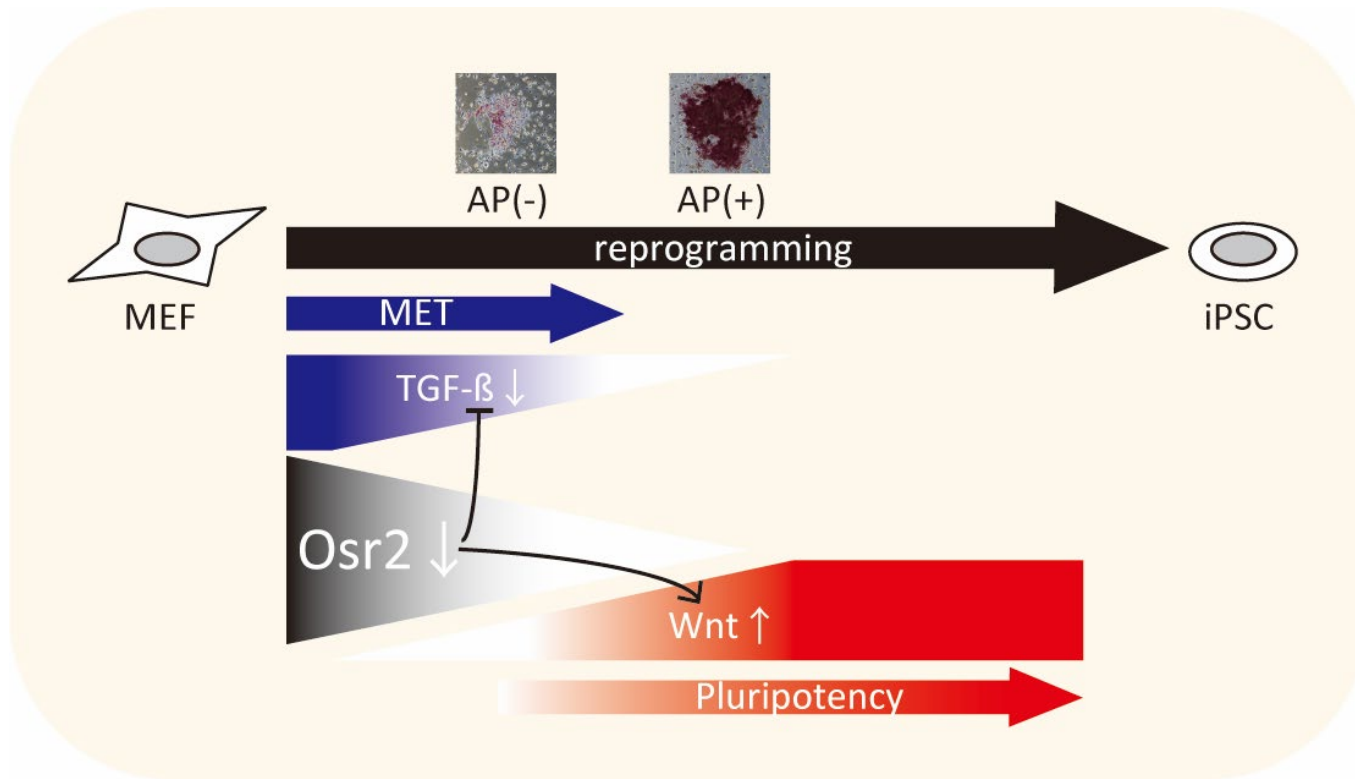 AP(-)
AP(+)
reprogramming
MEF
iPSC
MET
TGF-ß ↓
Osr2 ↓
Wnt ↑
Pluripotency